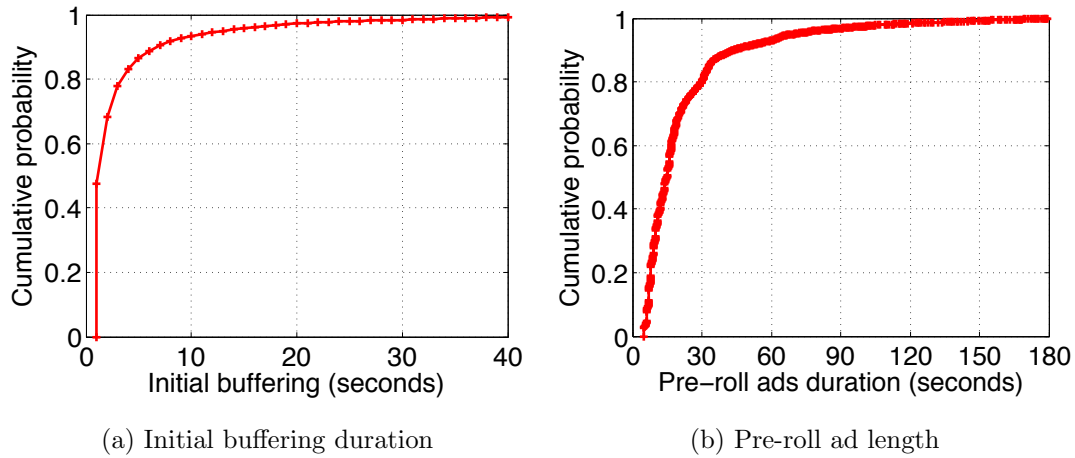 1
0.8
0.6
0.4
0.2
0
Cumulative probability
0 10 20 30 40
Initial buffering (seconds)
(a) Initial buffering duration
1
0.8
0.6
0.4
0.2
0
Cumulative probability
0 30 60 90 120 150 180
Pre−roll ads duration (seconds)
(b) Pre-roll ad length